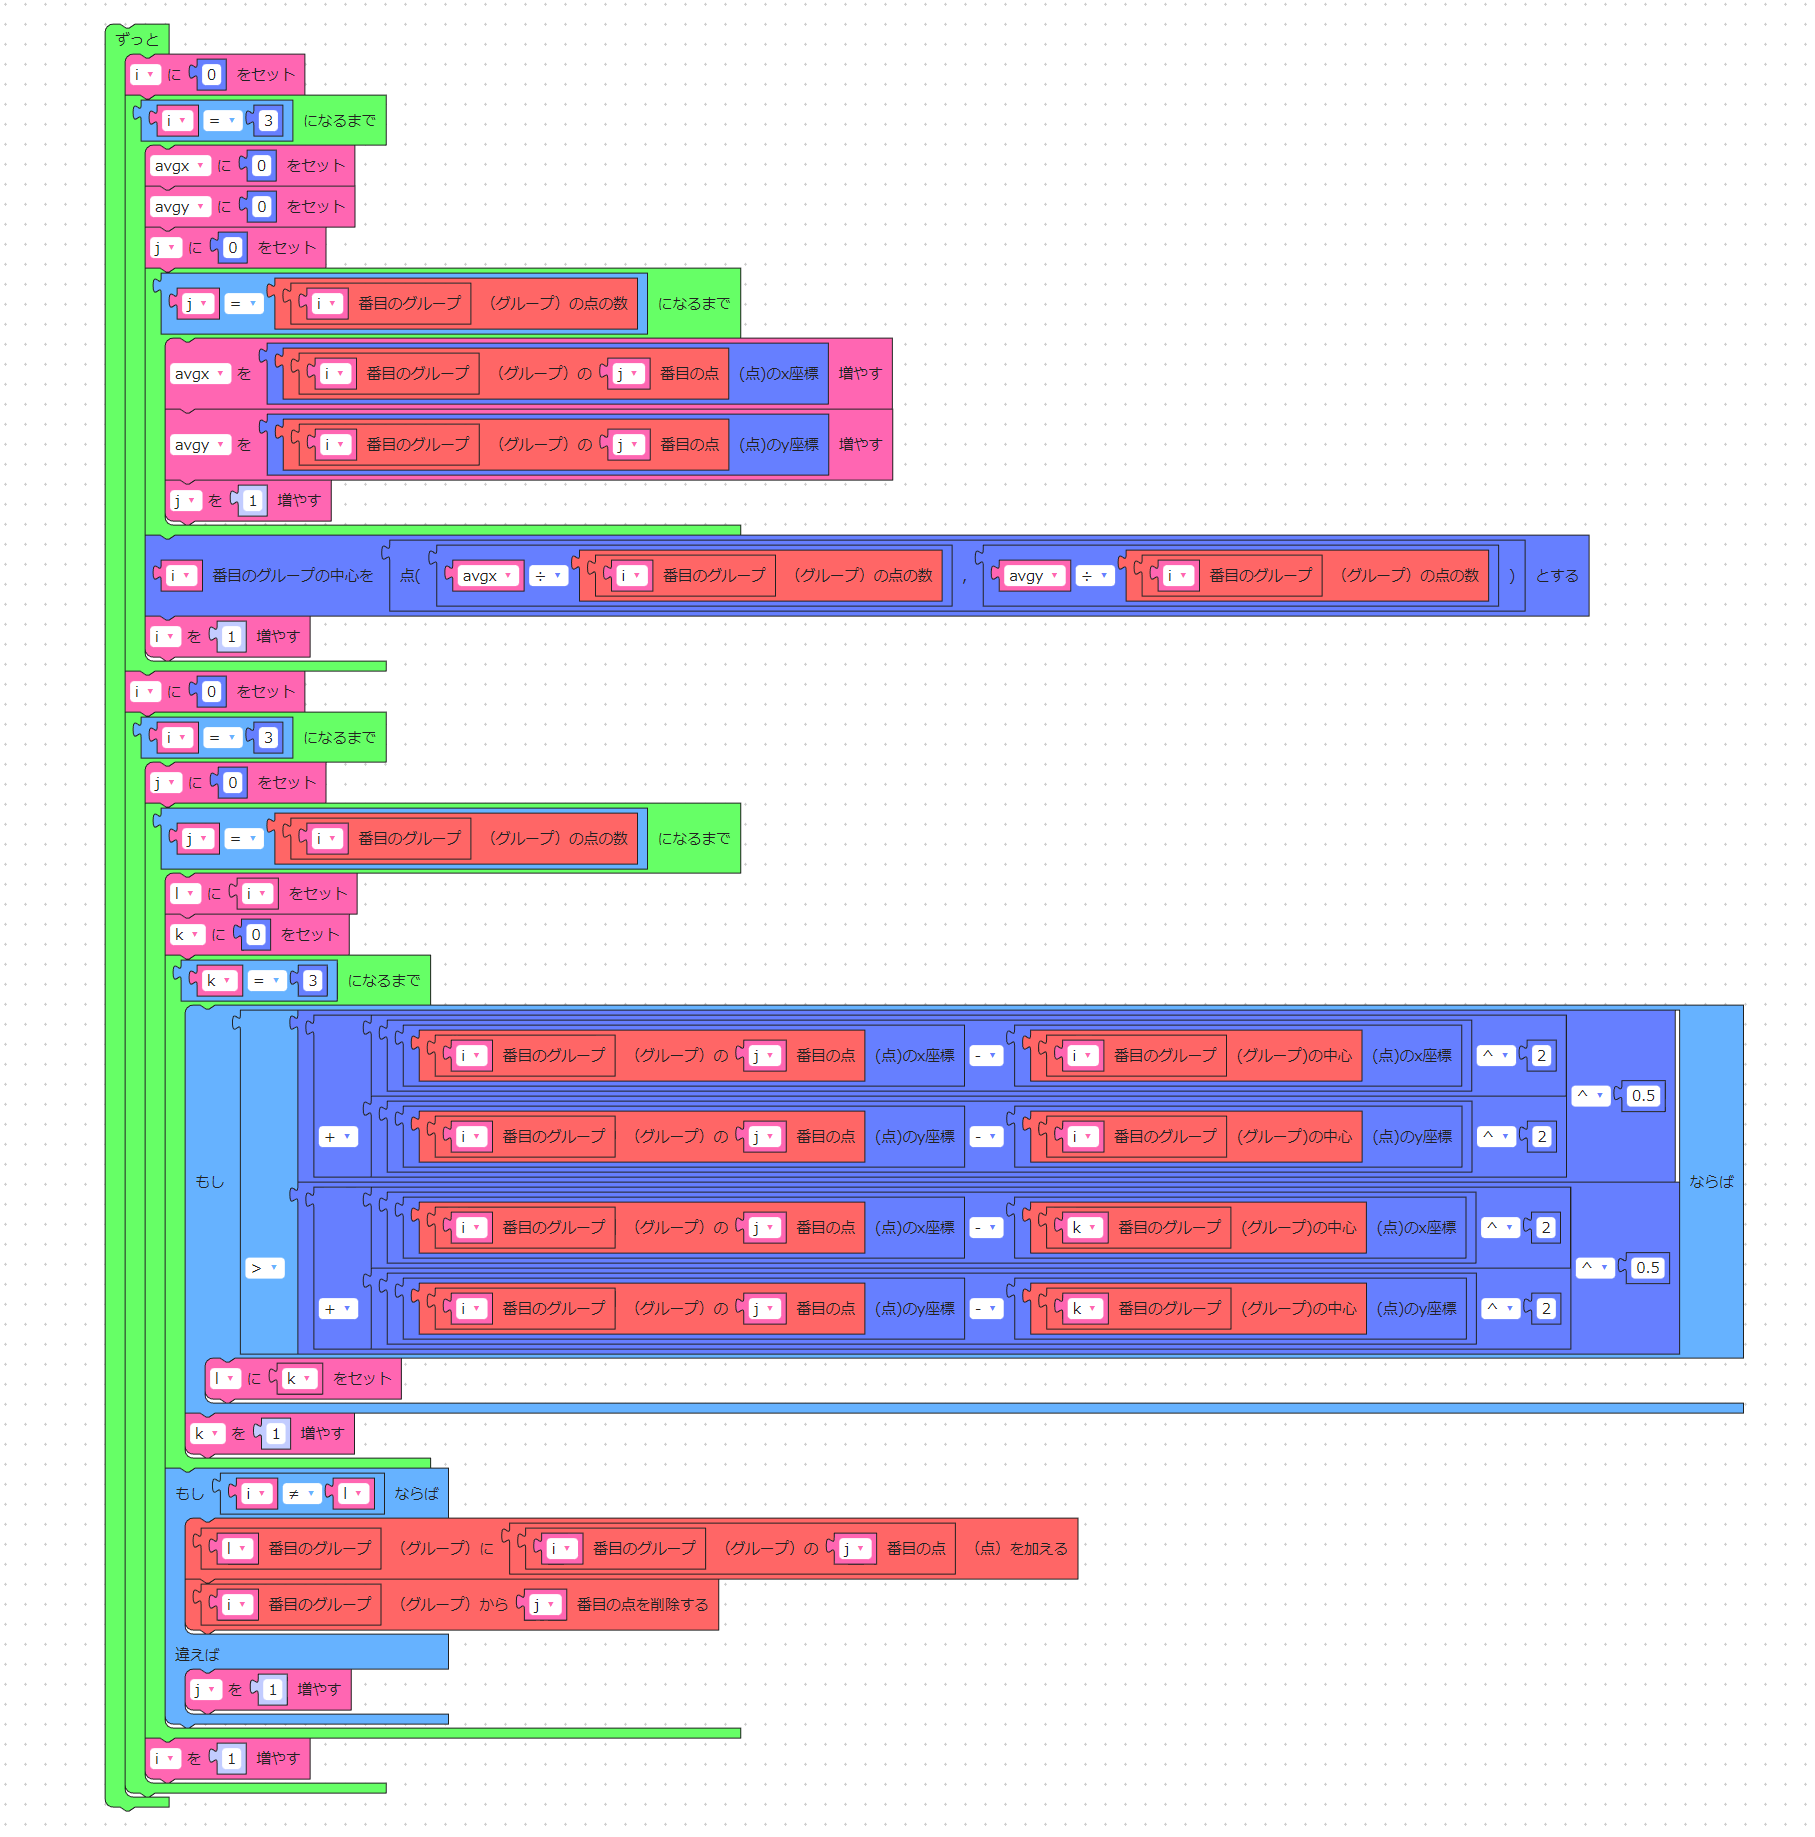 ずっと
i に 0 をセット
i = 3 になるまで
avgx に 0 をセット
avgy に 0 をセット
j に 0 をセット
j = i 番目のグループ （グループ）の点の数 になるまで
avgx を i 番目のグループ （グループ）の j 番目の点 (点)のx座標 増やす
avgy を i 番目のグループ （グループ）の j 番目の点 (点)のy座標 増やす
j を 1 増やす
i 番目のグループの中心を 点( avgx ÷ i 番目のグループ （グループ）の点の数 , avgy ÷ i 番目のグループ （グループ）の点の数 ) とする
i を 1 増やす
i に 0 をセット
i = 3 になるまで
j に 0 をセット
j = i 番目のグループ （グループ）の点の数 になるまで
l に i をセット
k に 0 をセット
k = 3 になるまで
i 番目のグループ （グループ）の j 番目の点 (点)のx座標 - i 番目のグループ (グループ)の中心 (点)のx座標 ^ 2
^ 0.5
+ i 番目のグループ （グループ）の j 番目の点 (点)のy座標 - i 番目のグループ (グループ)の中心 (点)のy座標 ^ 2
もし ならば
i 番目のグループ （グループ）の j 番目の点 (点)のx座標 - k 番目のグループ (グループ)の中心 (点)のx座標 ^ 2
> ^ 0.5
+ i 番目のグループ （グループ）の j 番目の点 (点)のy座標 - k 番目のグループ (グループ)の中心 (点)のy座標 ^ 2
l に k をセット
k を 1 増やす
もし i ≠ l ならば
l 番目のグループ （グループ）に i 番目のグループ （グループ）の j 番目の点 （点）を加える
i 番目のグループ （グループ）から j 番目の点を削除する
違えば
j を 1 増やす
i を 1 増やす